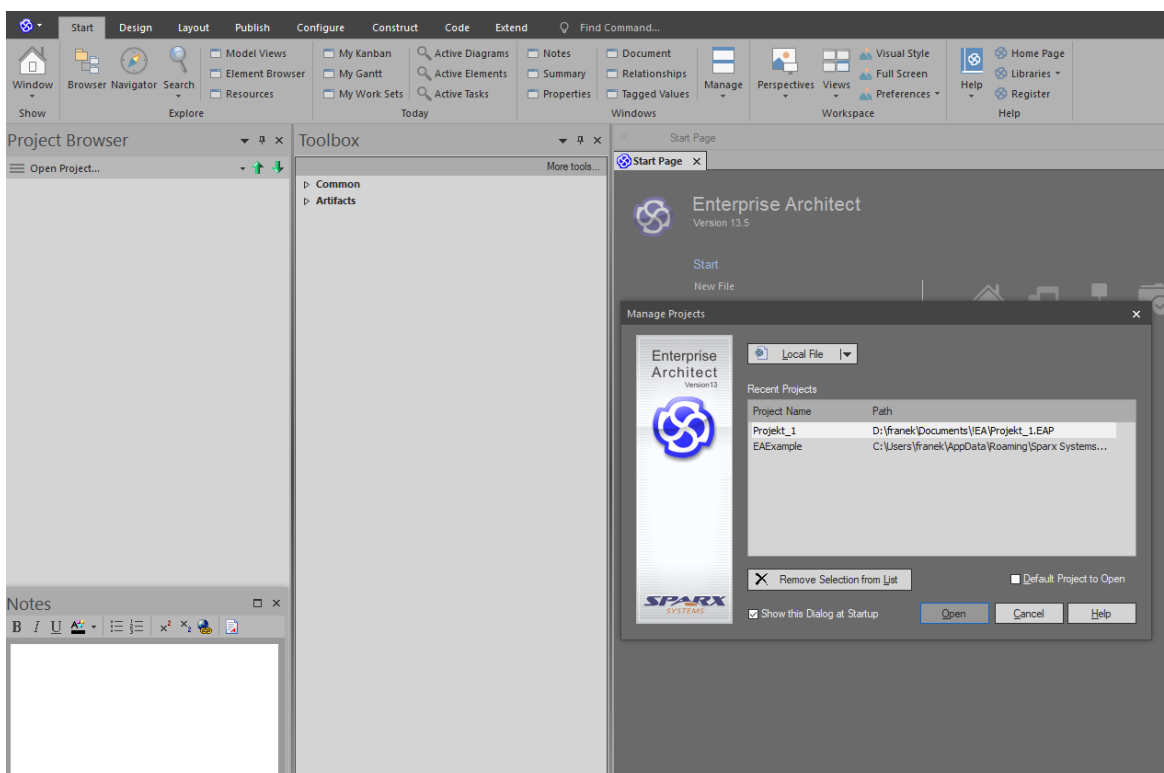 Start Design Layout Publish Configure Construct Code Extend Find Command...
Model Views My Kanban Active Diagrams Notes Document Visual Style Home Page
Element Browser My Gantt Active Elements Summary Relationships Full Screen Libraries
Window Browser Navigator Search Manage Perspectives Views Help
Resources My Work Sets Active Tasks Properties Tagged Values Preferences Register
Show Explore Today Windows Workspace Help
Project Browser
Open Project...
Toolbox
More tools...
Common
Artifacts
Start Page
Start Page
Enterprise Architect
Version 13.5
Start
New File
Manage Projects
Enterprise
Architect
Version13
SPARX
SYSTEMS
Local File
Recent Projects
Project Name Path
Projekt_1 D:\franek\Documents\!EA\Projekt_1.EAP
EAExample C:\Users\franek\AppData\Roaming\Sparx Systems...
Remove Selection from List Default Project to Open
Show this Dialog at Startup Open Cancel Help
Notes
B I U A x² x₂